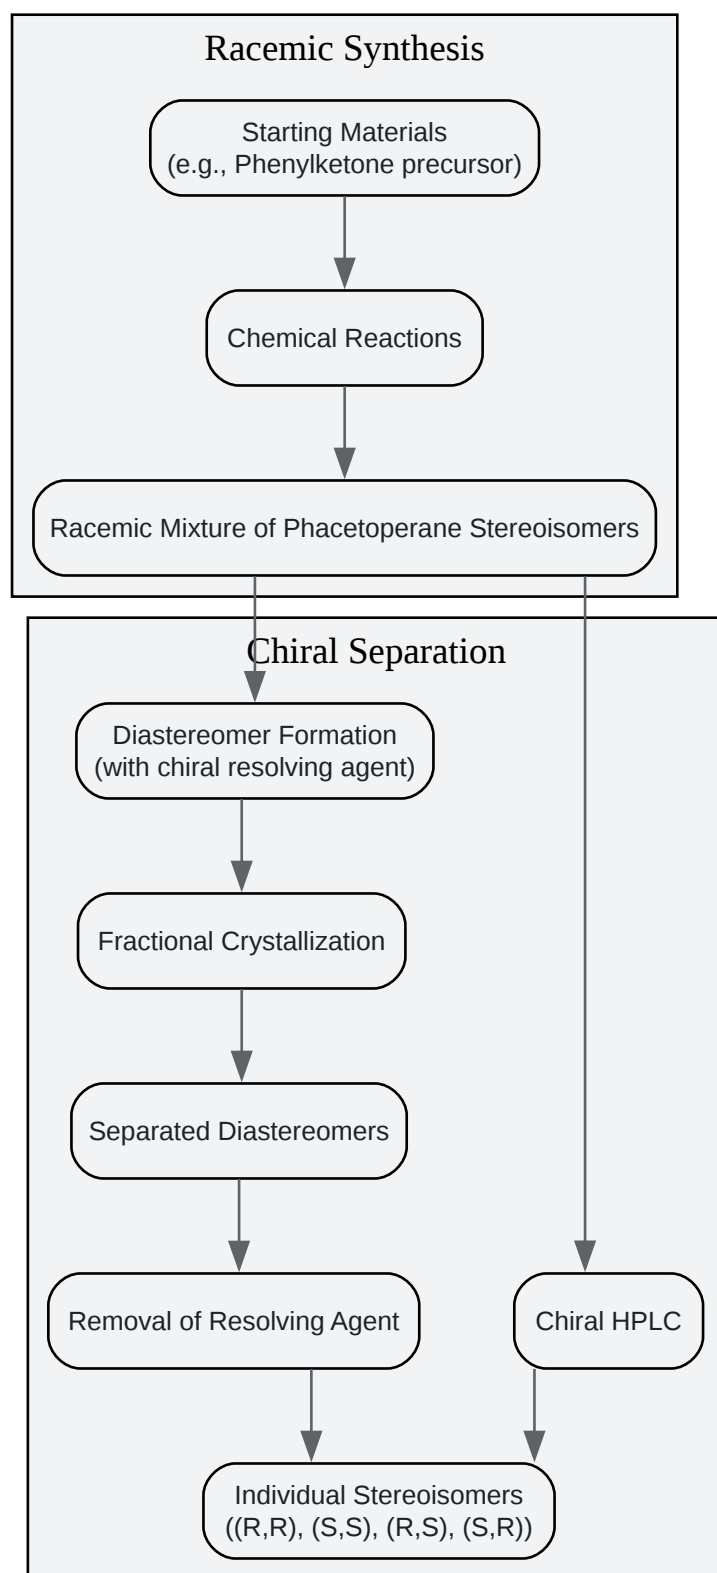 Racemic Synthesis
Starting Materials
(e.g., Phenylketone precursor)
Chemical Reactions
Racemic Mixture of Phacetoperane Stereoisomers
Chiral Separation
Diastereomer Formation
(with chiral resolving agent)
Fractional Crystallization
Separated Diastereomers
Removal of Resolving Agent
Chiral HPLC
Individual Stereoisomers
((R,R), (S,S), (R,S), (S,R))